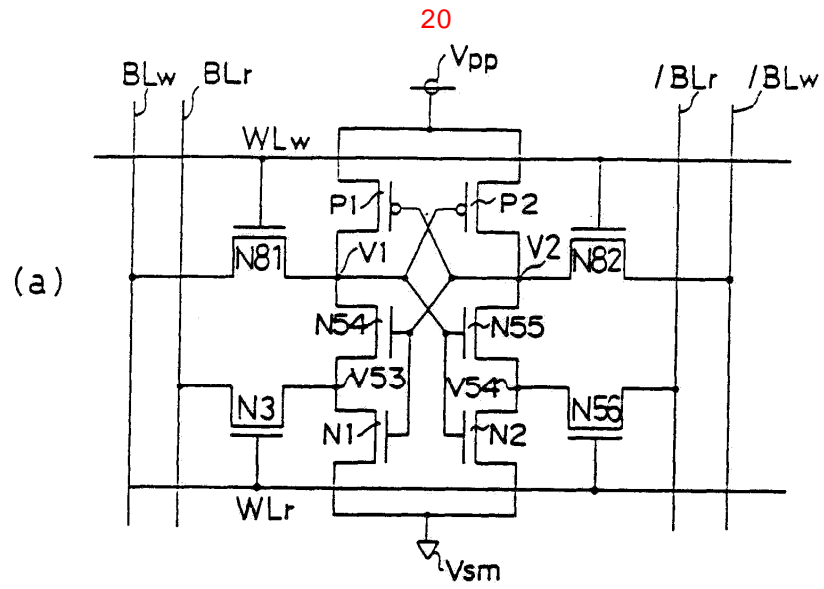 20
BLw BLr Vpp /BLr /BLw
WLw
P1 P2
V1 V2
N81 N82
(a)
N54 N55
V53 V54
N3 N56
N1 N2
WLr
Vsm